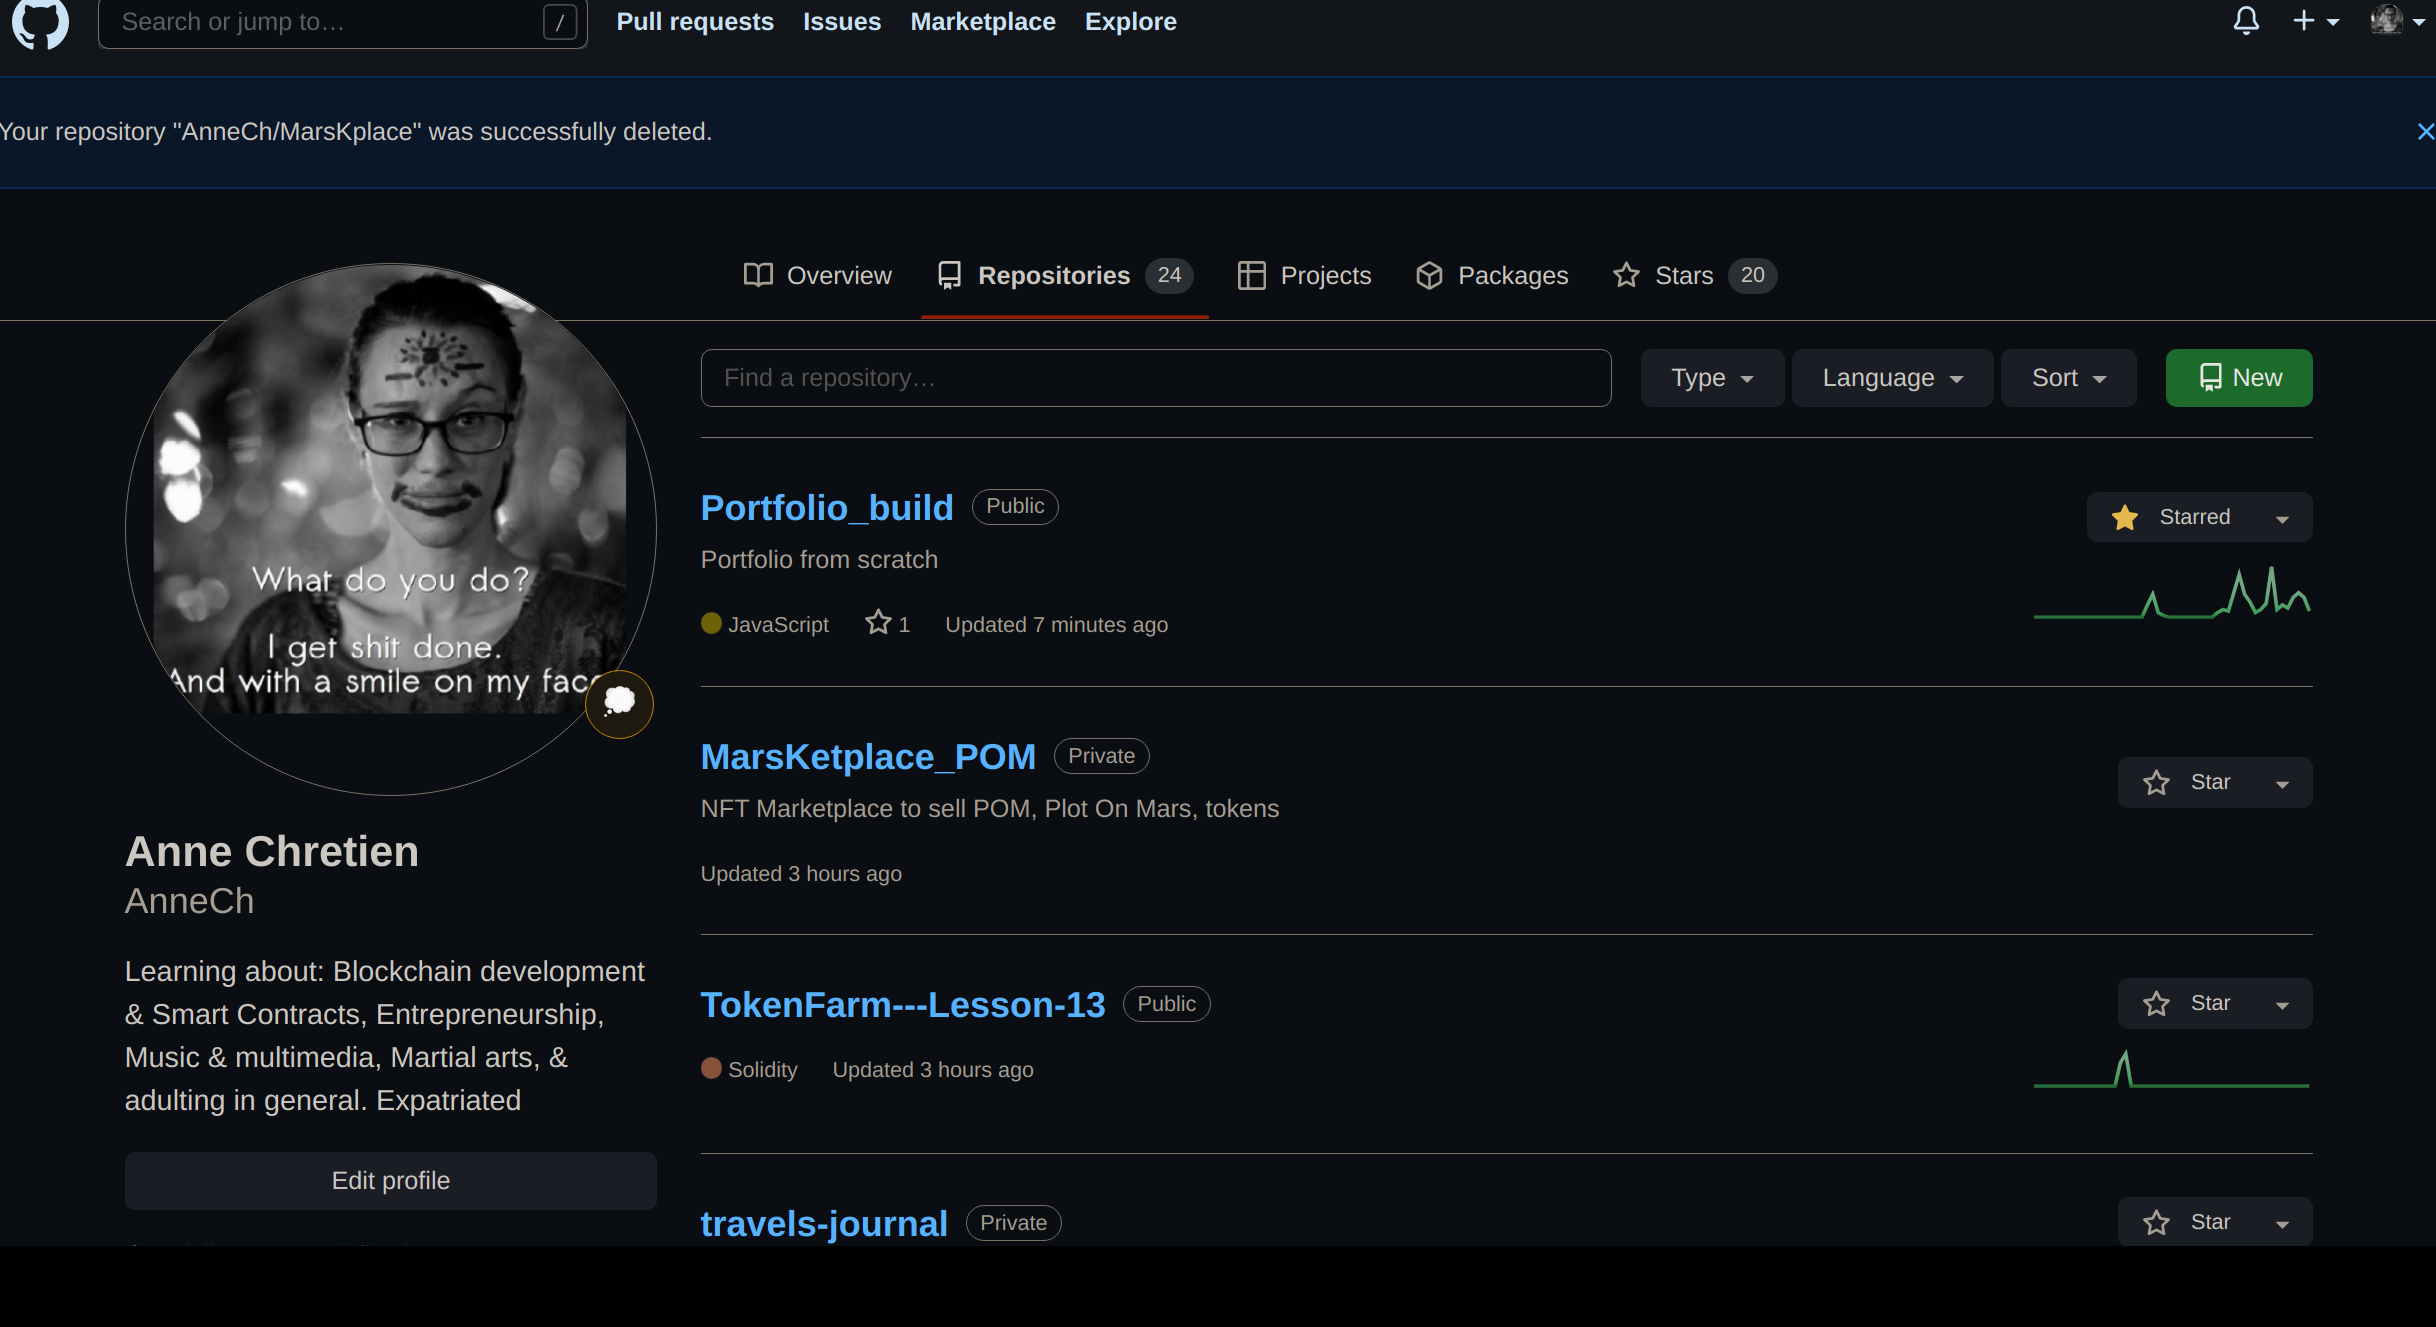 Search or jump to… /
Pull requests Issues Marketplace Explore
Your repository "AnneCh/MarsKplace" was successfully deleted.
Overview Repositories 24 Projects Packages Stars 20
What do you do?
I get shit done.
And with a smile on my face
Anne Chretien
AnneCh
Learning about: Blockchain development
& Smart Contracts, Entrepreneurship,
Music & multimedia, Martial arts, &
adulting in general. Expatriated
Edit profile
Find a repository… Type Language Sort New
Portfolio_build Public Starred
Portfolio from scratch
JavaScript 1 Updated 7 minutes ago
MarsKetplace_POM Private Star
NFT Marketplace to sell POM, Plot On Mars, tokens
Updated 3 hours ago
TokenFarm---Lesson-13 Public Star
Solidity Updated 3 hours ago
travels-journal Private Star